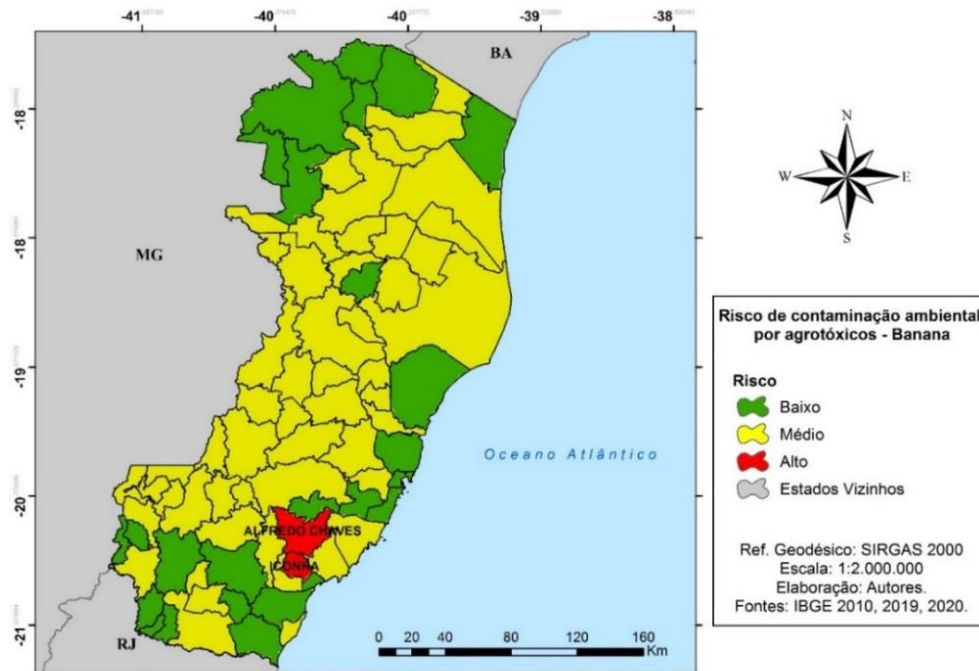 -41
-40
-40
-39
-38
BA
-18
-18
MG
-19
-20
-21
ALFREDO CHAVES
ICONHA
RJ
Oceano Atlântico
0 10 20 40 80 120 160
Km
N
W
E
S
Risco de contaminação ambiental
por agrotóxicos - Banana
Risco
Baixo
Médio
Alto
Estados Vizinhos
Ref. Geodésico: SIRGAS 2000
Escala: 1:2.000.000
Elaboração: Autores.
Fontes: IBGE 2010, 2019, 2020.